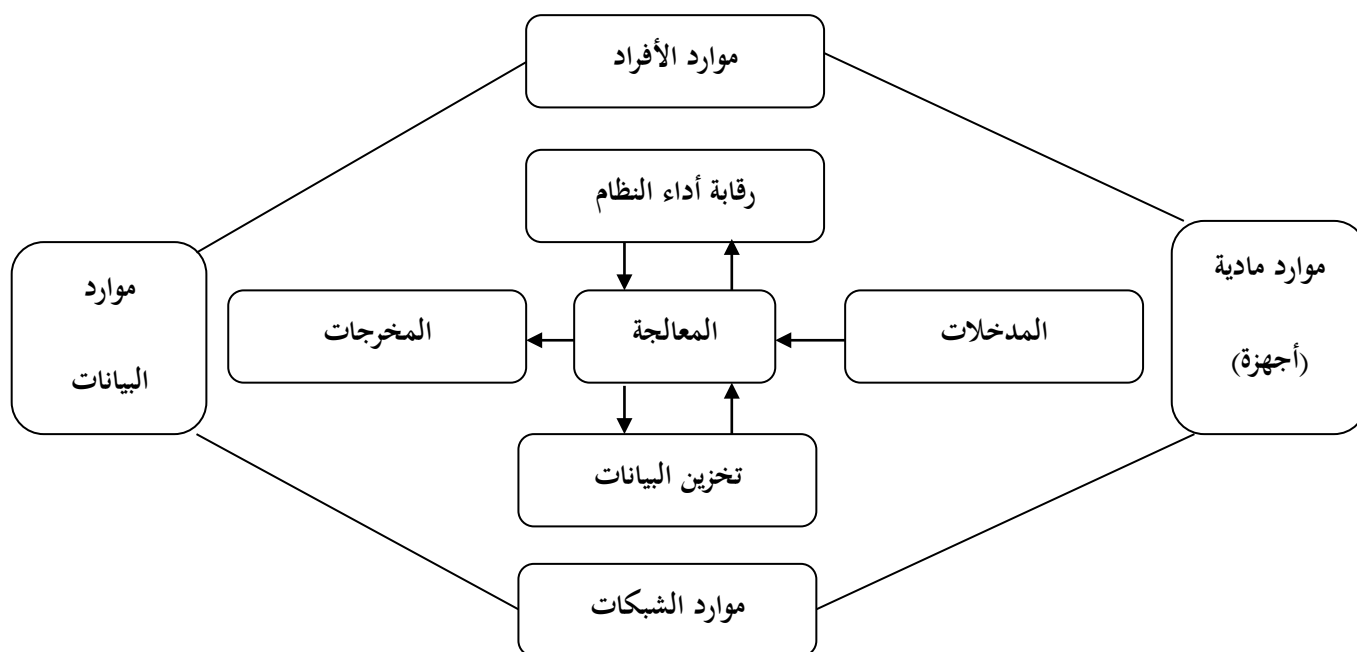 موارد الأفراد
رقابة أداء النظام
موارد مادية
(أجهزة)
المدخلات
المعالجة
المخرجات
موارد
البيانات
تخزين البيانات
موارد الشبكات